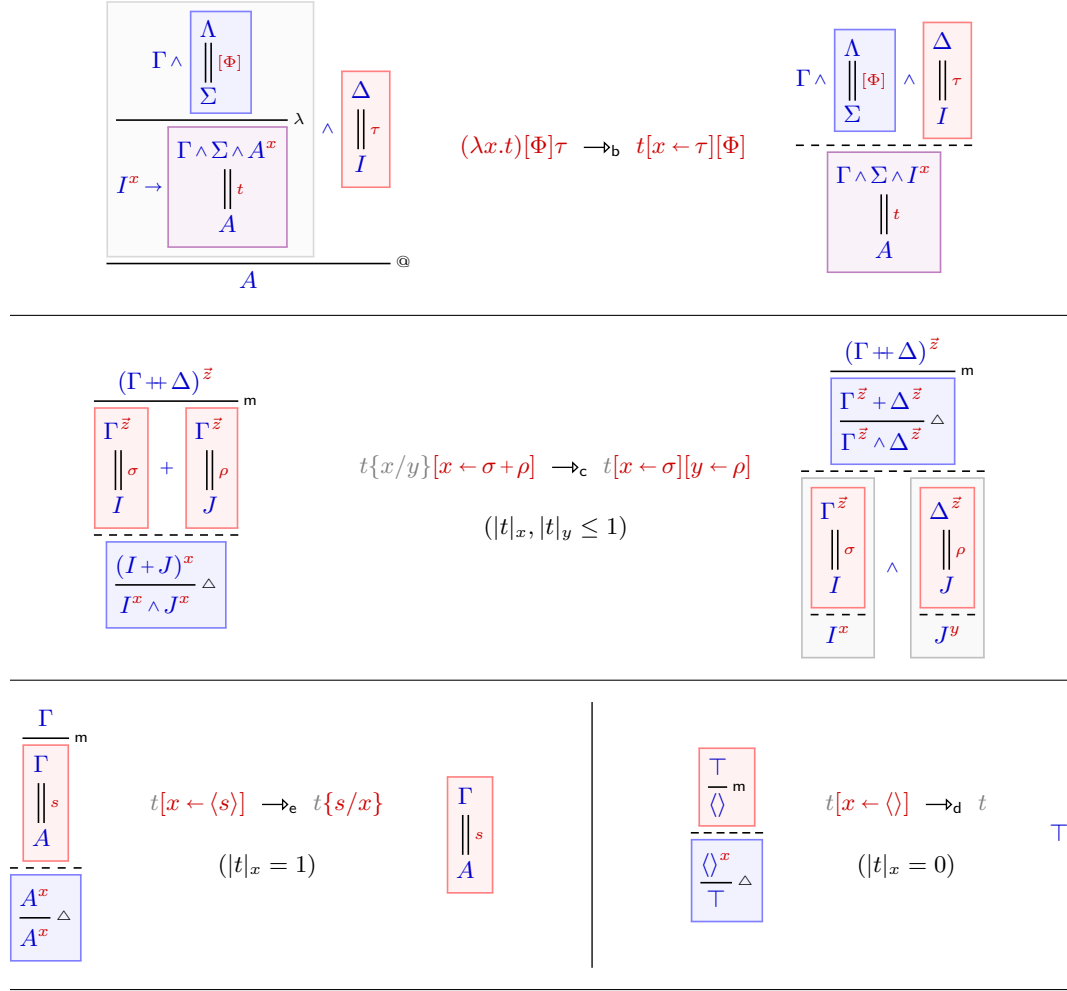 Λ
Γ ∧ ‖ [Φ]
Σ
λ
Γ ∧ Σ ∧ A^x
I^x → ‖ t
A
∧
Δ
‖ τ
I
@
A
(λx.t)[Φ]τ →_b t[x ← τ][Φ]
Λ
Γ ∧ ‖ [Φ] ∧
Σ
Δ
‖ τ
I
Γ ∧ Σ ∧ I^x
‖ t
A
(Γ ++ Δ)^z⃗
m
Γ^z⃗ Γ^z⃗
‖ σ + ‖ ρ
I J
(I + J)^x
△
I^x ∧ J^x
t{x/y}[x ← σ + ρ] →_c t[x ← σ][y ← ρ]
(|t|_x, |t|_y ≤ 1)
(Γ ++ Δ)^z⃗
m
Γ^z⃗ + Δ^z⃗
△
Γ^z⃗ ∧ Δ^z⃗
Γ^z⃗ Δ^z⃗
‖ σ ∧ ‖ ρ
I J
I^x J^y
Γ
m
Γ
‖ s
A
A^x
△
A^x
t[x ← ⟨s⟩] →_e t{s/x}
(|t|_x = 1)
Γ
‖ s
A
⊤
m
⟨⟩
⟨⟩^x
△
⊤
t[x ← ⟨⟩] →_d t
(|t|_x = 0)
⊤